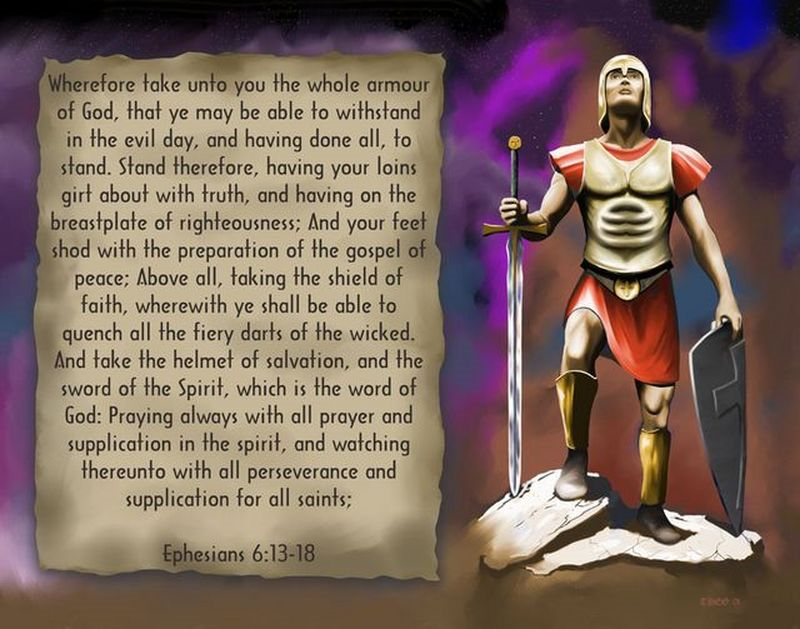 Wherefore take unto you the whole armour
of God, that ye may be able to withstand
in the evil day, and having done all, to
stand. Stand therefore, having your loins
girt about with truth, and having on the
breastplate of righteousness; And your feet
shod with the preparation of the gospel of
peace; Above all, taking the shield of
faith, wherewith ye shall be able to
quench all the fiery darts of the wicked.
And take the helmet of salvation, and the
sword of the Spirit, which is the word of
God: Praying always with all prayer and
supplication in the spirit, and watching
thereunto with all perseverance and
supplication for all saints;
Ephesians 6:13-18